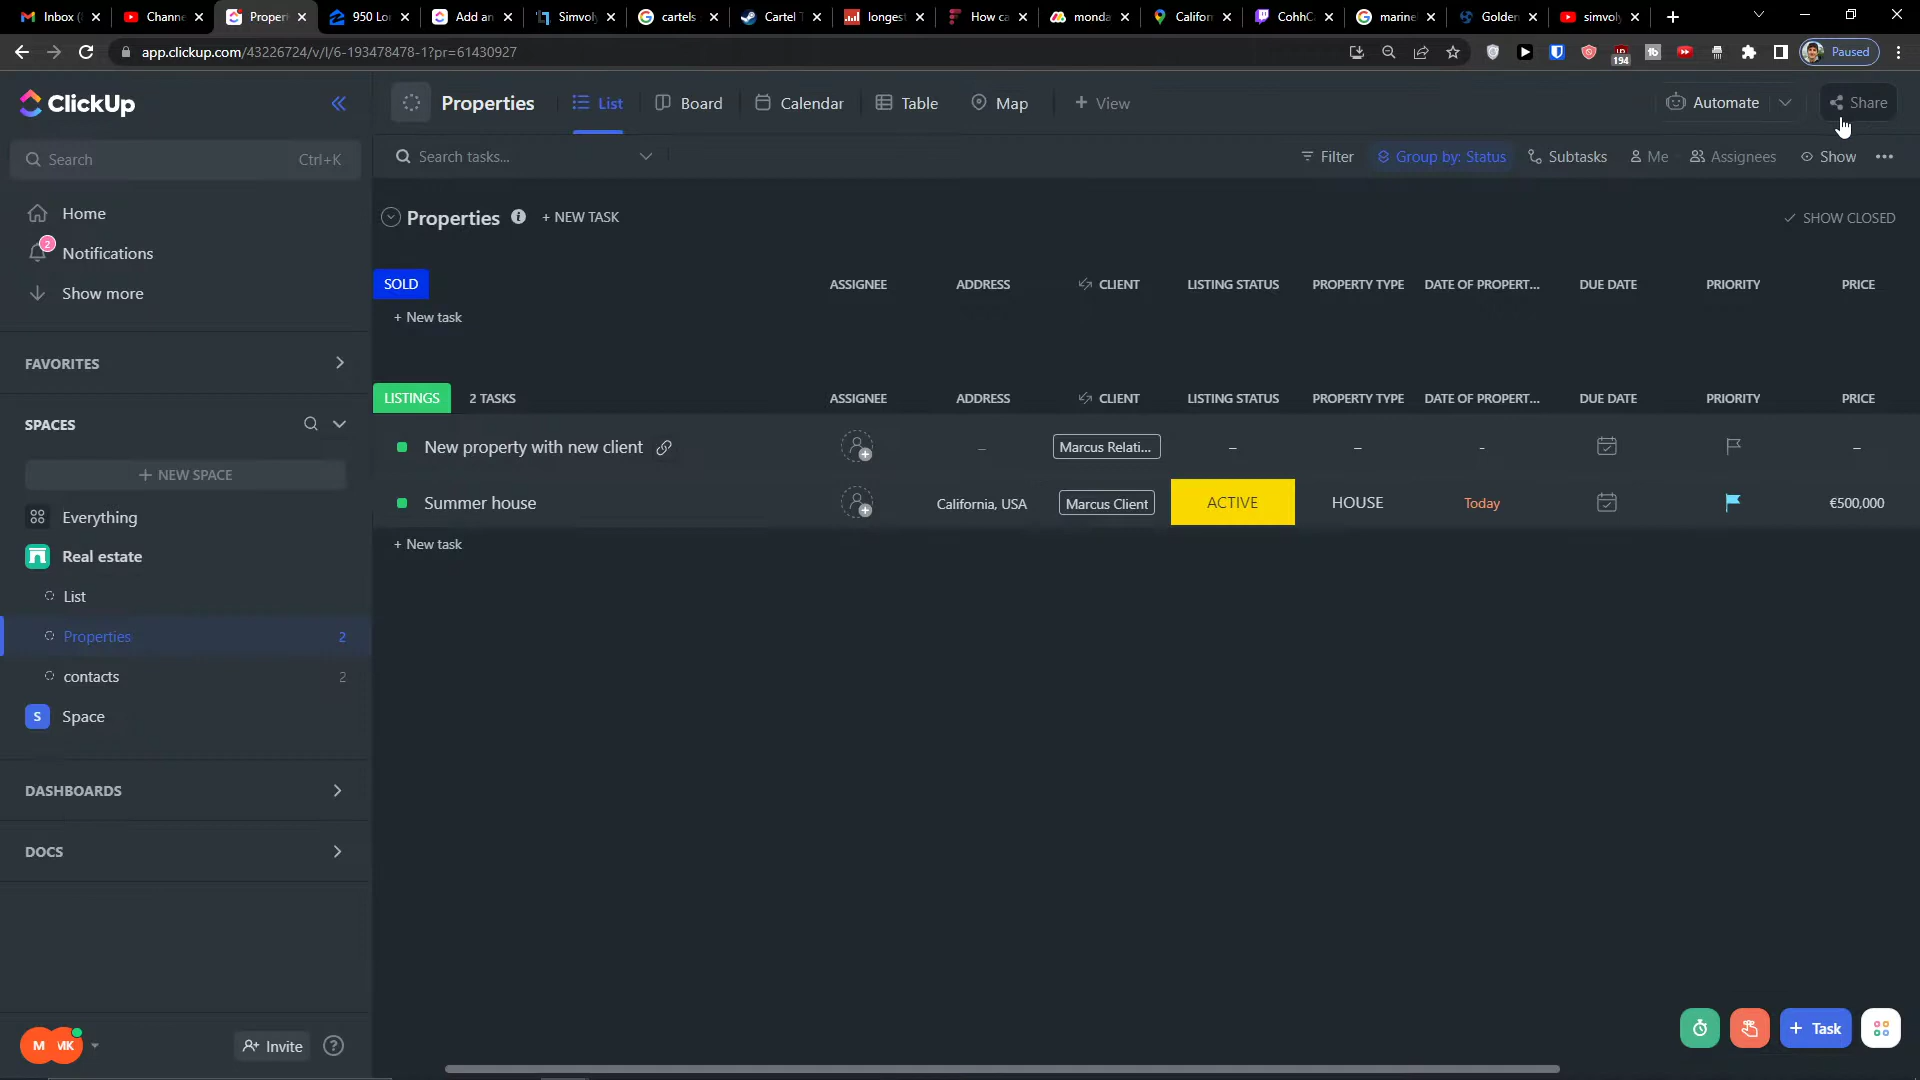 Inbox (
Channe
Propert
950 Lo
Add an
Simvol
cartels
Cartel T
longest
How ca
monda
Califor
CohhC
marine
Golden
simvol
app.clickup.com/43226724/v/l/6-193478478-1?pr=61430927
194
Paused
ClickUp
Properties
List
Board
Calendar
Table
Map
+ View
Automate
Share
Search
Ctrl+K
Search tasks...
Filter
Group by: Status
Subtasks
Me
Assignees
Show
Home
2
Notifications
Show more
Properties
+ NEW TASK
SHOW CLOSED
SOLD
ASSIGNEE
ADDRESS
CLIENT
LISTING STATUS
PROPERTY TYPE
DATE OF PROPERT...
DUE DATE
PRIORITY
PRICE
+ New task
FAVORITES
LISTINGS
2 TASKS
ASSIGNEE
ADDRESS
CLIENT
LISTING STATUS
PROPERTY TYPE
DATE OF PROPERT...
DUE DATE
PRIORITY
PRICE
SPACES
+ NEW SPACE
New property with new client
–
Marcus Relati...
–
–
-
–
Summer house
California, USA
Marcus Client
ACTIVE
HOUSE
Today
€500,000
+ New task
Everything
Real estate
List
Properties
2
contacts
2
S
Space
DASHBOARDS
DOCS
M
MK
Invite
?
+ Task